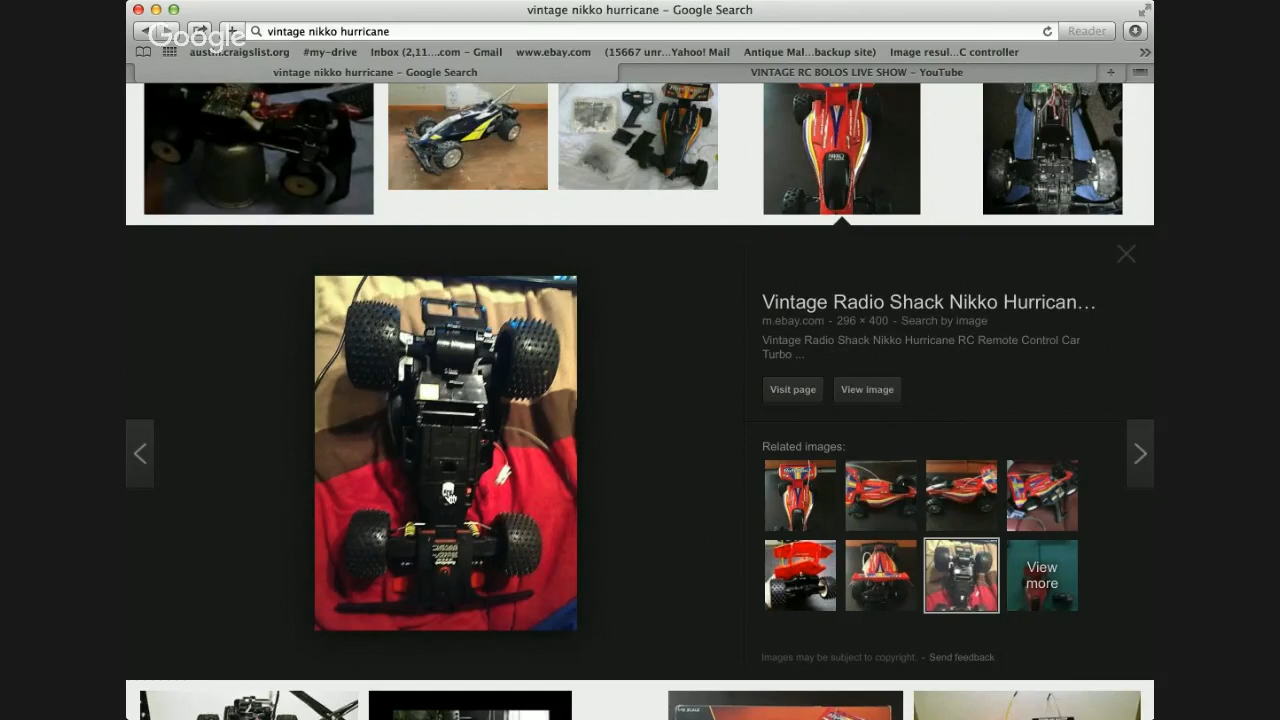 vintage nikko hurricane – Google Search
Google
vintage nikko hurricane
Reader
austin.craigslist.org
#my-drive
Inbox (2,11....com – Gmail
www.ebay.com
(15667 unr...Yahoo! Mail
Antique Mal...backup site)
Image resul...C controller
vintage nikko hurricane – Google Search
VINTAGE RC BOLOS LIVE SHOW – YouTube
Vintage Radio Shack Nikko Hurrican...
m.ebay.com - 296 × 400 - Search by image
Vintage Radio Shack Nikko Hurricane RC Remote Control Car
Turbo ...
Visit page
View image
Related images:
View
more
Images may be subject to copyright. - Send feedback